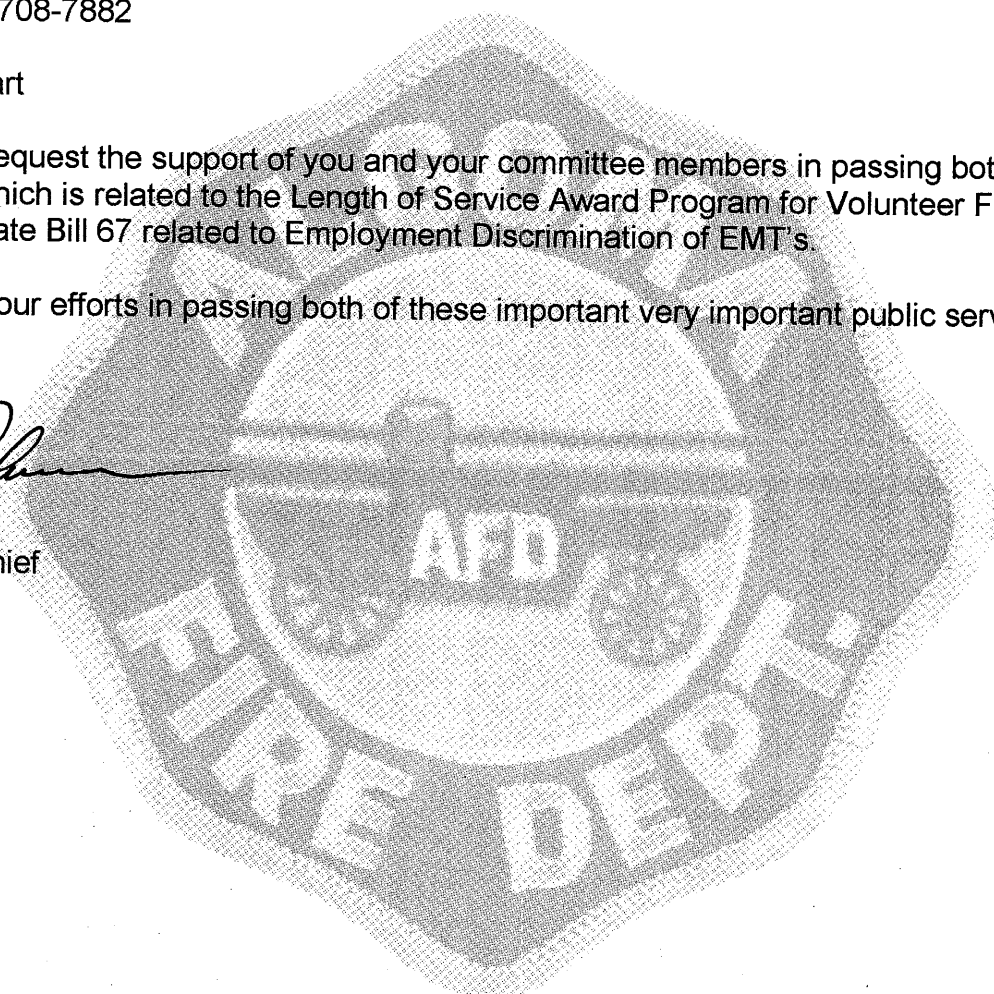 708-7882
art
equest the support of you and your committee members in passing bot
hich is related to the Length of Service Award Program for Volunteer F
ate Bill 67 related to Employment Discrimination of EMT's.
our efforts in passing both of these important very important public serv
hief
ALGOMA
AFD
FIRE DEPT.